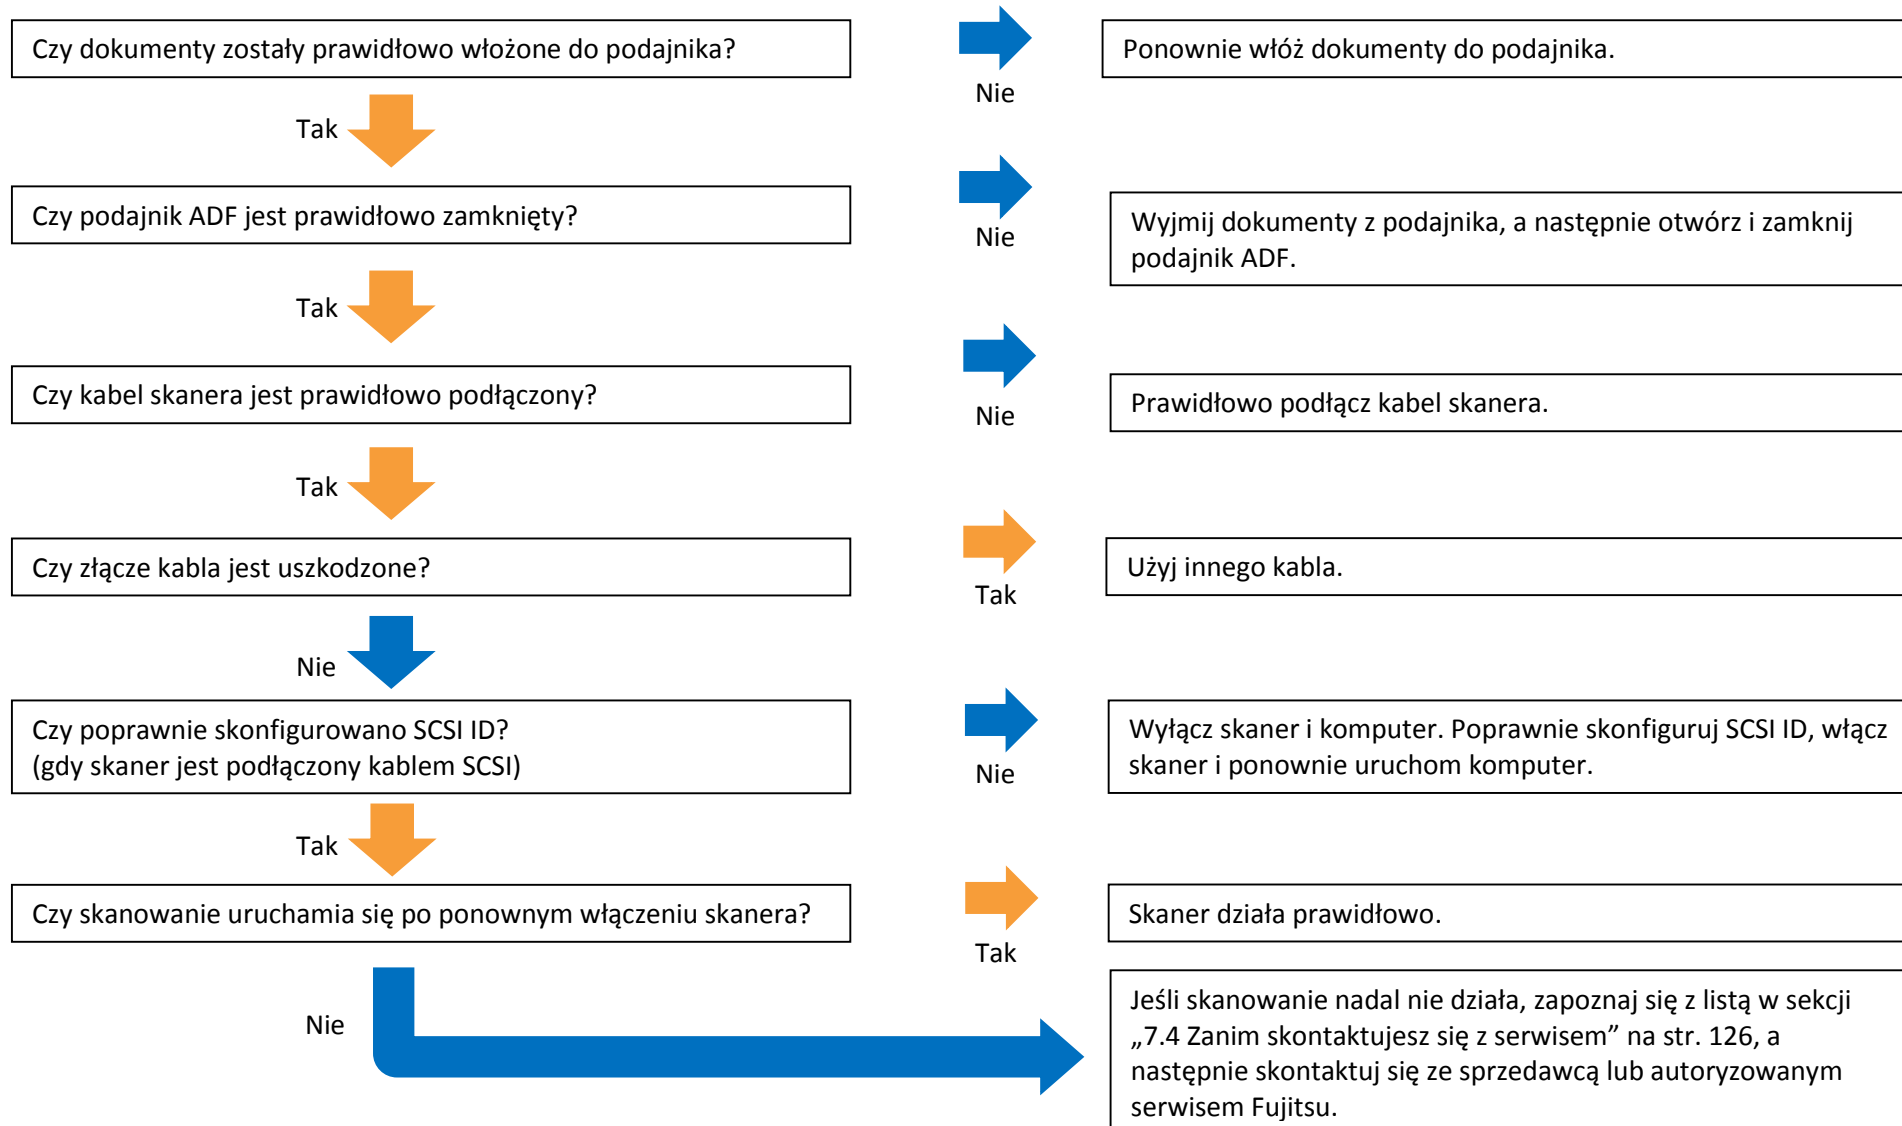 Czy dokumenty zostały prawidłowo włożone do podajnika?
Nie
Ponownie włóż dokumenty do podajnika.
Tak
Czy podajnik ADF jest prawidłowo zamknięty?
Nie
Wyjmij dokumenty z podajnika, a następnie otwórz i zamknij
podajnik ADF.
Tak
Czy kabel skanera jest prawidłowo podłączony?
Nie
Prawidłowo podłącz kabel skanera.
Tak
Czy złącze kabla jest uszkodzone?
Tak
Użyj innego kabla.
Nie
Czy poprawnie skonfigurowano SCSI ID?
(gdy skaner jest podłączony kablem SCSI)
Nie
Wyłącz skaner i komputer. Poprawnie skonfiguruj SCSI ID, włącz
skaner i ponownie uruchom komputer.
Tak
Czy skanowanie uruchamia się po ponownym włączeniu skanera?
Tak
Skaner działa prawidłowo.
Nie
Jeśli skanowanie nadal nie działa, zapoznaj się z listą w sekcji
„7.4 Zanim skontaktujesz się z serwisem” na str. 126, a
następnie skontaktuj się ze sprzedawcą lub autoryzowanym
serwisem Fujitsu.